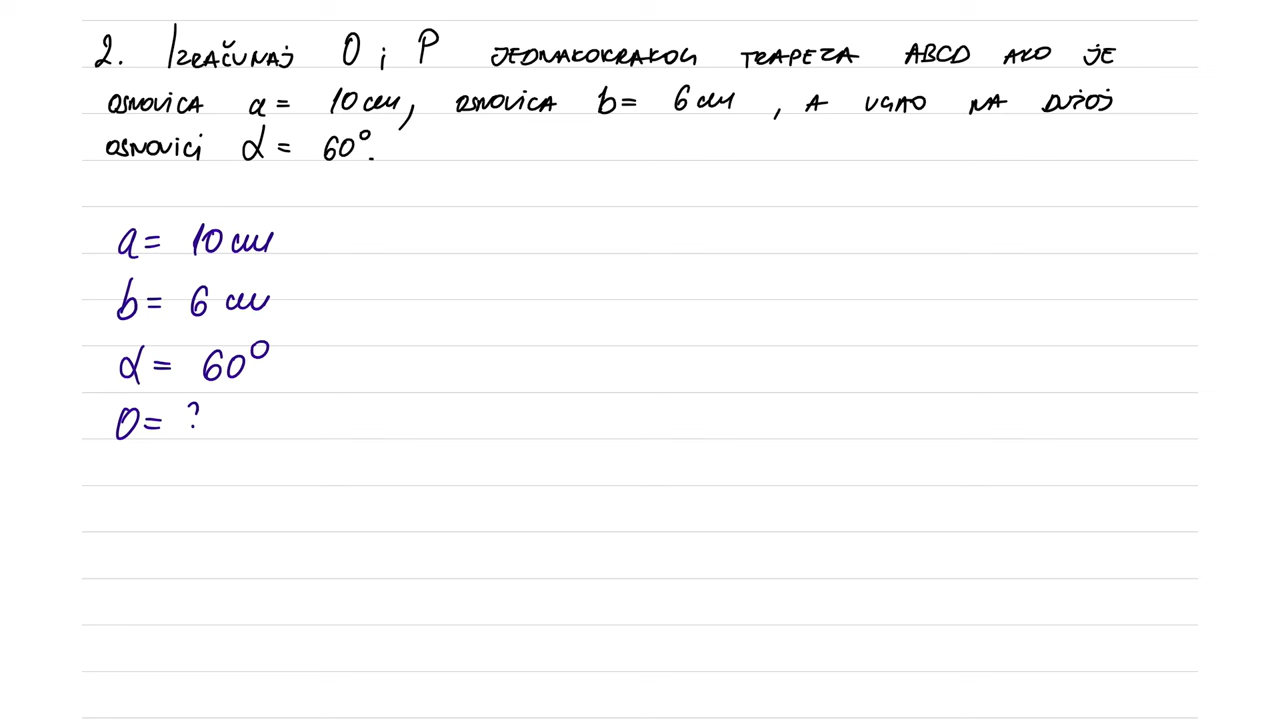 2. IZRAČUNAJ O i P JEDNAKOKRAKOG TRAPEZA ABCD AKO JE
OSNOVICA a = 10 cm, OSNOVICA b = 6 cm, A UGAO NA DUŽOJ
OSNOVICI α = 60°.
a = 10 cm
b = 6 cm
α = 60°
O = ?